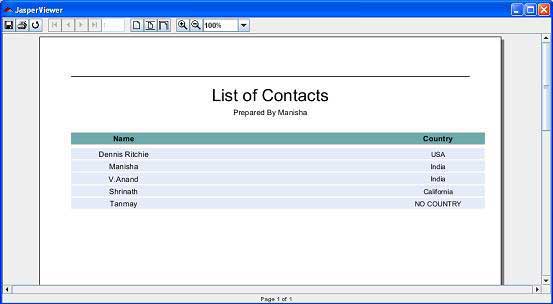 JasperViewer
100%
List of Contacts
Prepared By Manisha
Name Country
Dennis Ritchie USA
Manisha India
V.Anand India
Shrinath California
Tanmay NO COUNTRY
Page 1 of 1